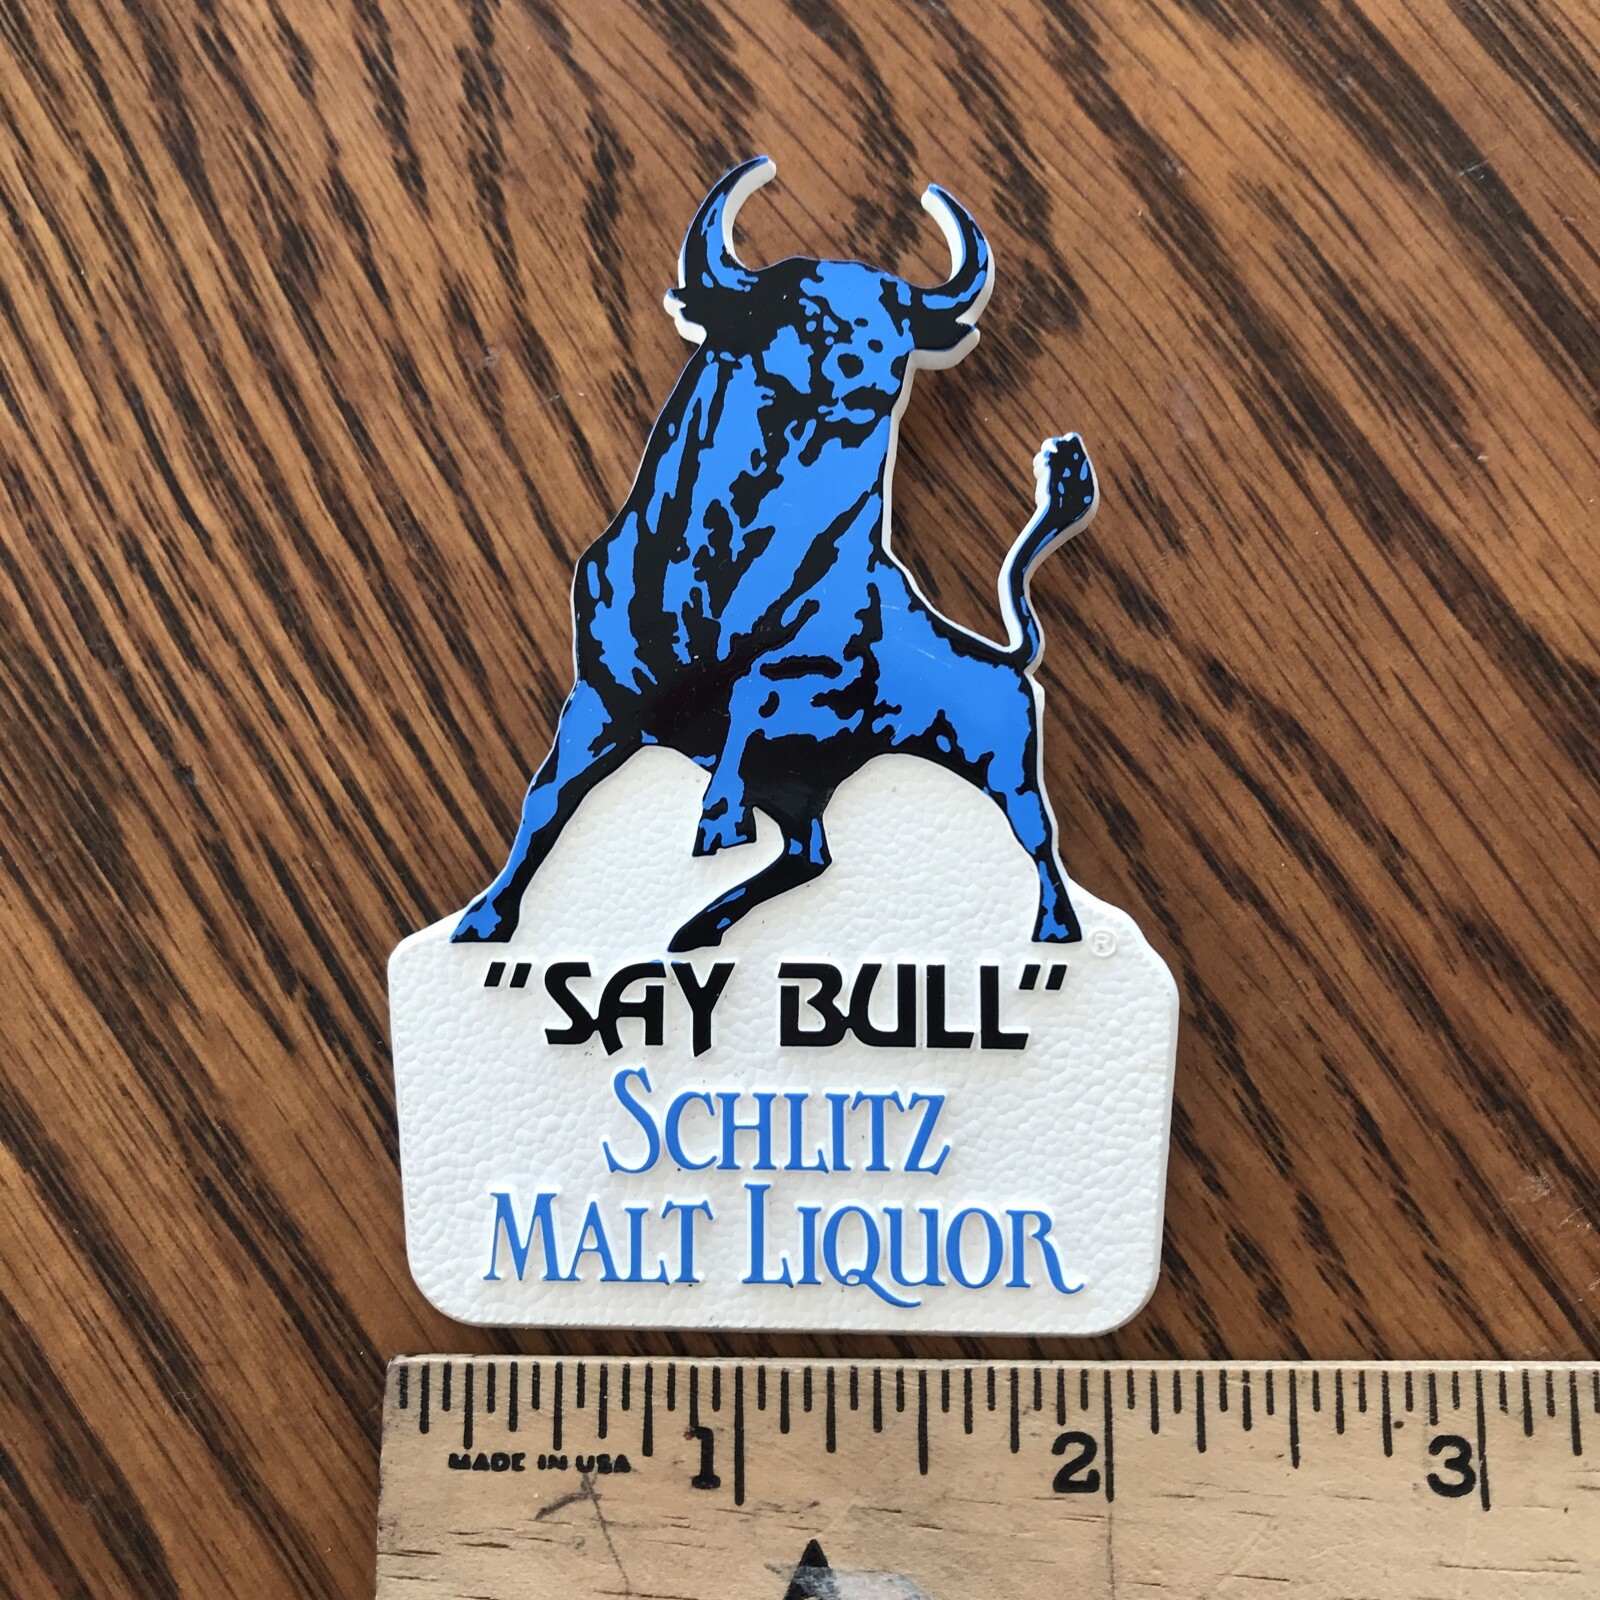 ®
"SAY BULL"
SCHLITZ
MALT LIQUOR
1 2 3
MADE IN USA